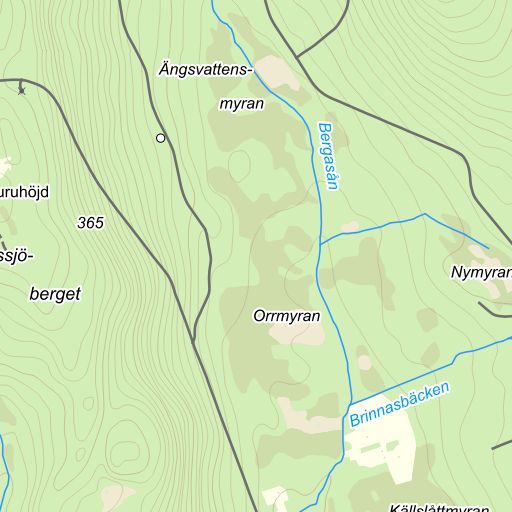 Ängsvattens-
myran
Bergasån
uruhöjd
365
ssjö-
berget
Nymyran
Orrmyran
Brinnasbäcken
Källslåttmyran